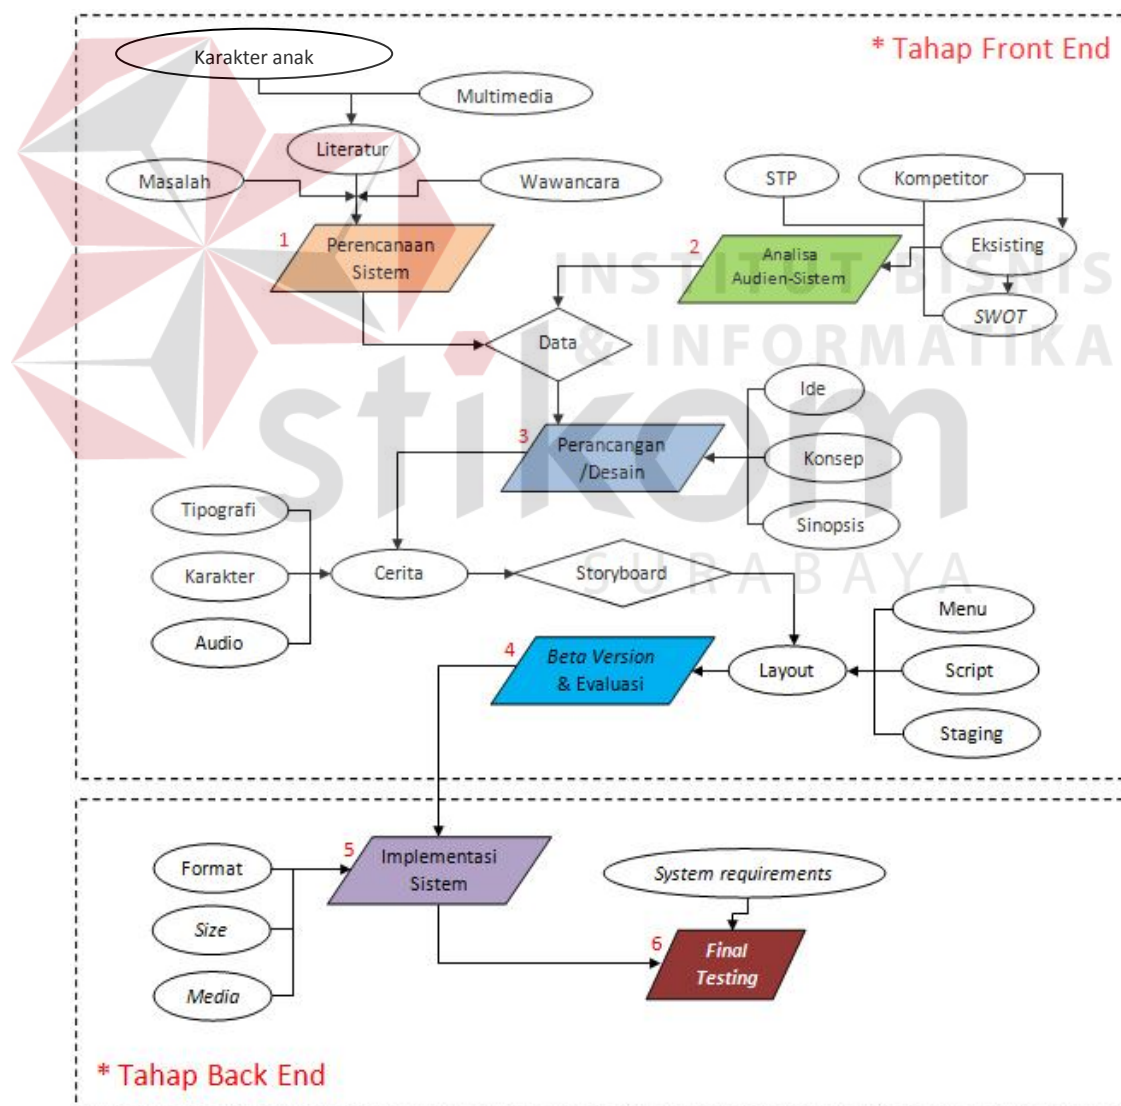 * Tahap Front End
Karakter anak
Multimedia
Literatur
Masalah
Wawancara
STP
Kompetitor
1
Perencanaan
Sistem
2
Analisa
Audien-Sistem
Eksisting
SWOT
INSTITUT BISNIS
& INFORMATIKA
stikom
SURABAYA
Data
Ide
3
Perancangan
/Desain
Konsep
Sinopsis
Tipografi
Karakter
Audio
Cerita
Storyboard
Menu
4
Beta Version
& Evaluasi
Layout
Script
Staging
5
Implementasi
Sistem
Format
Size
Media
System requirements
6
Final
Testing
* Tahap Back End